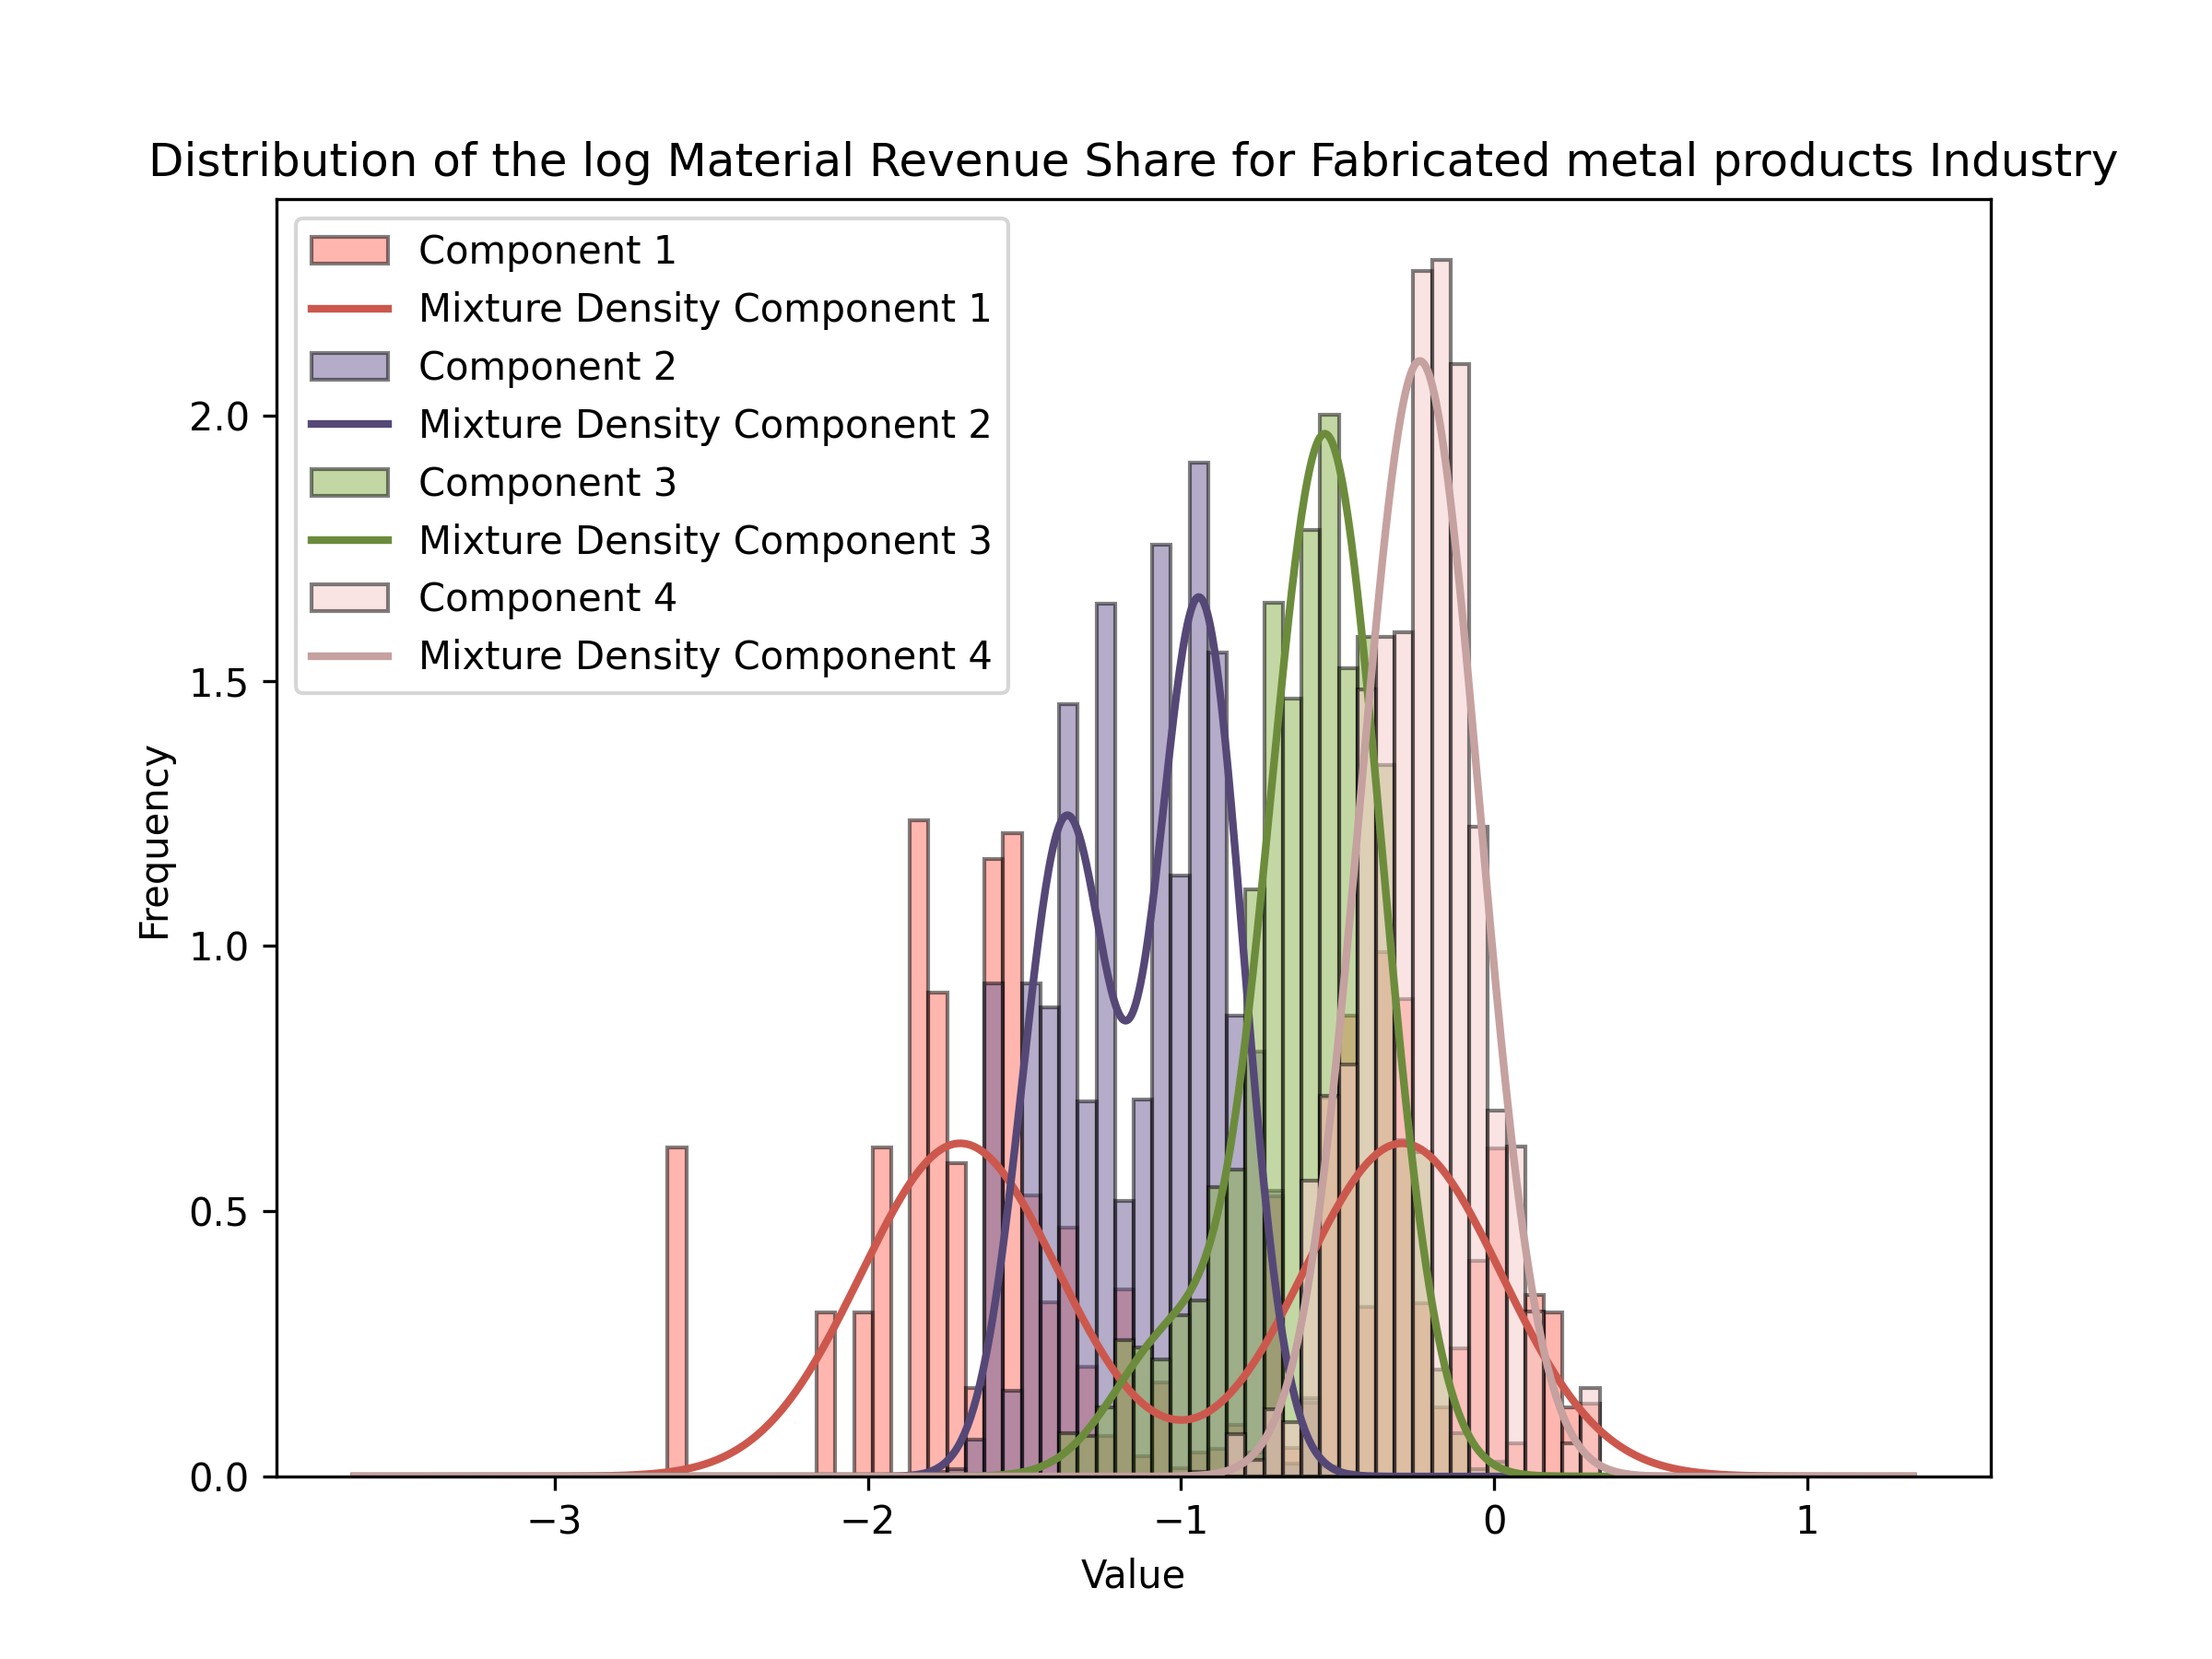 Distribution of the log Material Revenue Share for Fabricated metal products Industry
Component 1
Mixture Density Component 1
Component 2
Mixture Density Component 2
Component 3
Mixture Density Component 3
Component 4
Mixture Density Component 4
2.0
1.5
1.0
0.5
0.0
Frequency
−3 −2 −1 0 1
Value